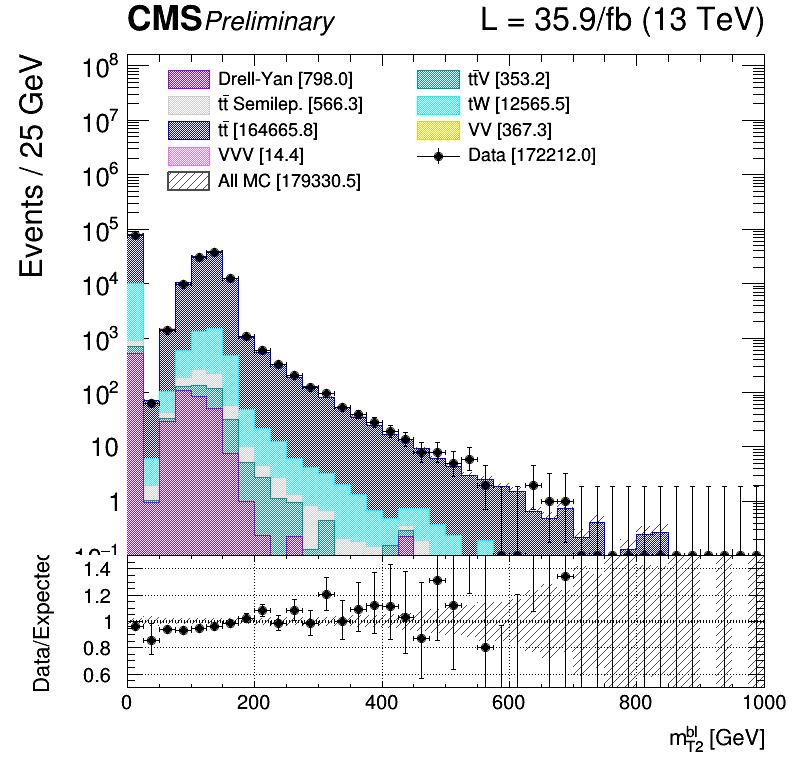 CMS Preliminary L = 35.9/fb (13 TeV)
Events / 25 GeV
10⁸
10⁷
10⁶
10⁵
10⁴
10³
10²
10
1
10⁻¹
Drell-Yan [798.0]
tt̄ Semilep. [566.3]
tt̄ [164665.8]
VVV [14.4]
All MC [179330.5]
tt̄V [353.2]
tW [12565.5]
VV [367.3]
Data [172212.0]
Data/Expected
1.4
1.2
1
0.8
0.6
0 200 400 600 800 1000
m_{T2}^{bl} [GeV]